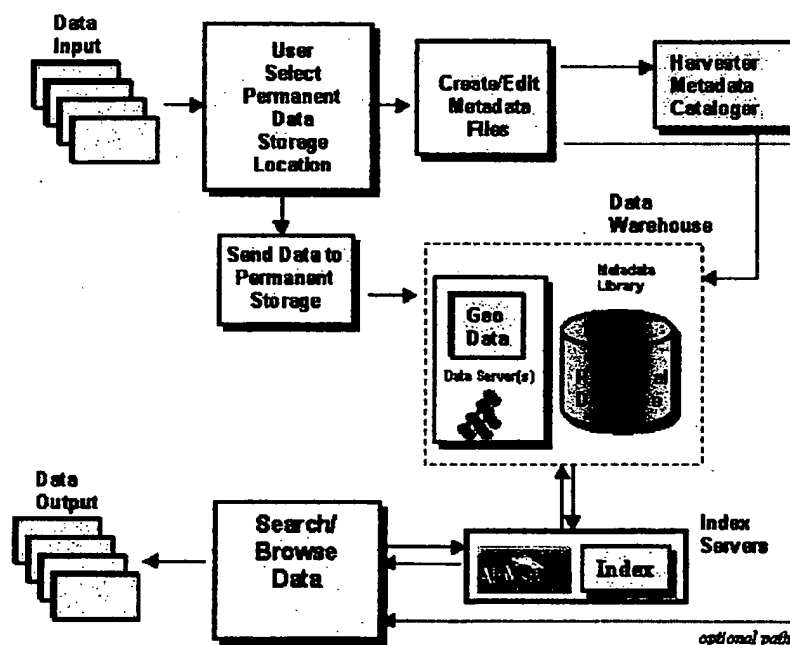 Data
Input
User
Select
Permanent
Data
Storage
Location
Create/Edit
Metadata
Files
Harvester
Metadata
Cataloger
Send Data to
Permanent
Storage
Data
Warehouse
Metadata
Library
Geo
Data
Data Server(s)
Data
Output
Search/
Browse
Data
Index
Servers
Index
optional path